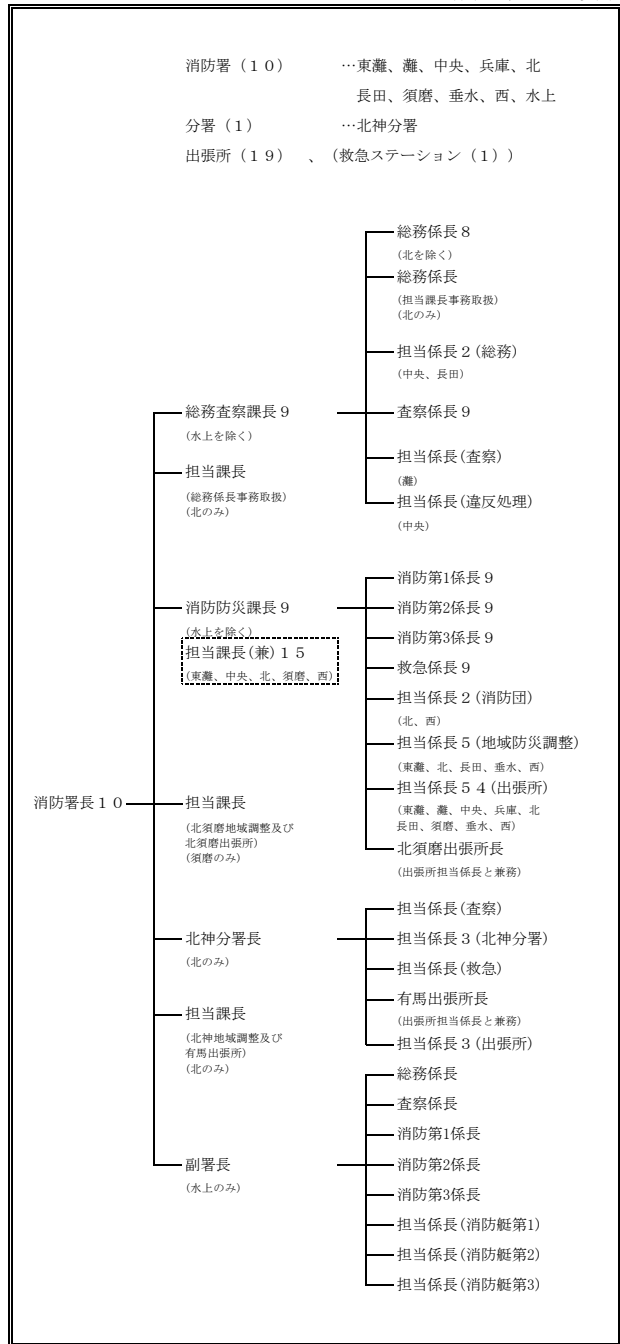 消防署（１０）　…東灘、灘、中央、兵庫、北
長田、須磨、垂水、西、水上
分署（１）　…北神分署
出張所（１９）　、（救急ステーション（１））
総務係長８
(北を除く)
総務係長
(担当課長事務取扱)
(北のみ)
担当係長２(総務)
(中央、長田)
総務査察課長９
(水上を除く)
査察係長９
担当課長
(総務係長事務取扱)
(北のみ)
担当係長(査察)
(灘)
担当係長(違反処理)
(中央)
消防防災課長９
(水上を除く)
担当課長(兼)１５
(東灘、中央、北、須磨、西)
消防第1係長９
消防第2係長９
消防第3係長９
救急係長９
担当係長２(消防団)
(北、西)
担当係長５(地域防災調整)
(東灘、北、長田、垂水、西)
担当係長５４(出張所)
(東灘、灘、中央、兵庫、北
長田、須磨、垂水、西)
北須磨出張所長
(出張所担当係長と兼務)
消防署長１０
担当課長
(北須磨地域調整及び
北須磨出張所)
(須磨のみ)
北神分署長
(北のみ)
担当係長(査察)
担当係長３(北神分署)
担当係長(救急)
有馬出張所長
(出張所担当係長と兼務)
担当係長３(出張所)
担当課長
(北神地域調整及び
有馬出張所)
(北のみ)
副署長
(水上のみ)
総務係長
査察係長
消防第1係長
消防第2係長
消防第3係長
担当係長(消防艇第1)
担当係長(消防艇第2)
担当係長(消防艇第3)